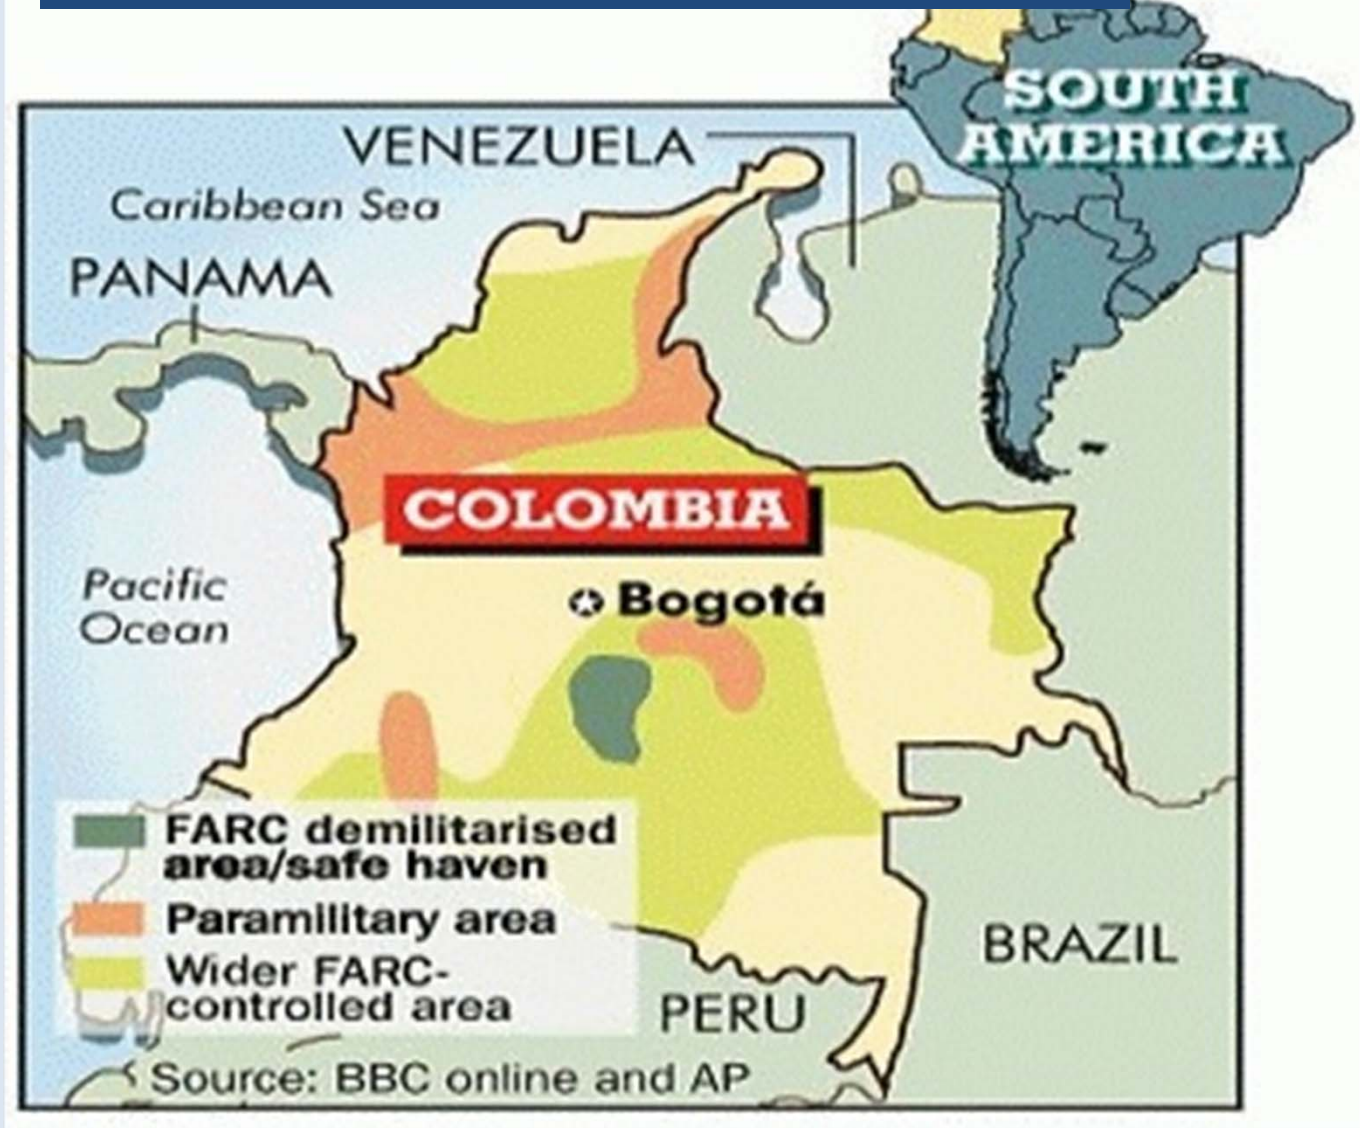 SOUTH
AMERICA
VENEZUELA
Caribbean Sea
PANAMA
COLOMBIA
Bogotá
Pacific
Ocean
FARC demilitarised
area/safe haven
Paramilitary area
Wider FARC-
controlled area
BRAZIL
PERU
Source: BBC online and AP